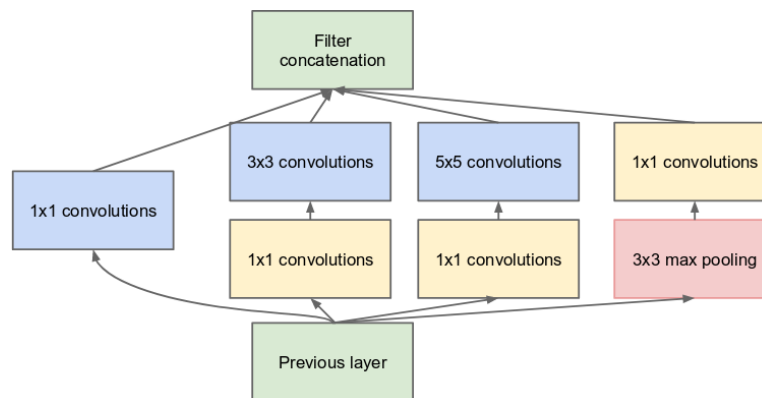 Filter
concatenation
3x3 convolutions
5x5 convolutions
1x1 convolutions
1x1 convolutions
1x1 convolutions
1x1 convolutions
3x3 max pooling
Previous layer